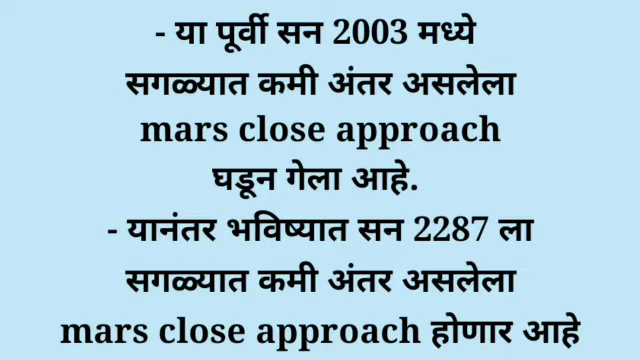 - या पूर्वी सन 2003 मध्ये
सगळ्यात कमी अंतर असलेला
mars close approach
घडून गेला आहे.
- यानंतर भविष्यात सन 2287 ला
सगळ्यात कमी अंतर असलेला
mars close approach होणार आहे